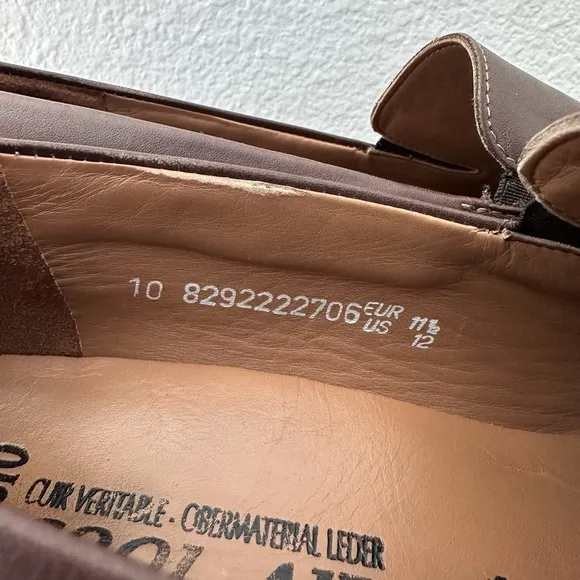 10 8292222706 EUR 11½
US 12
CUIR VERITABLE - OBERMATERIAL LEDER